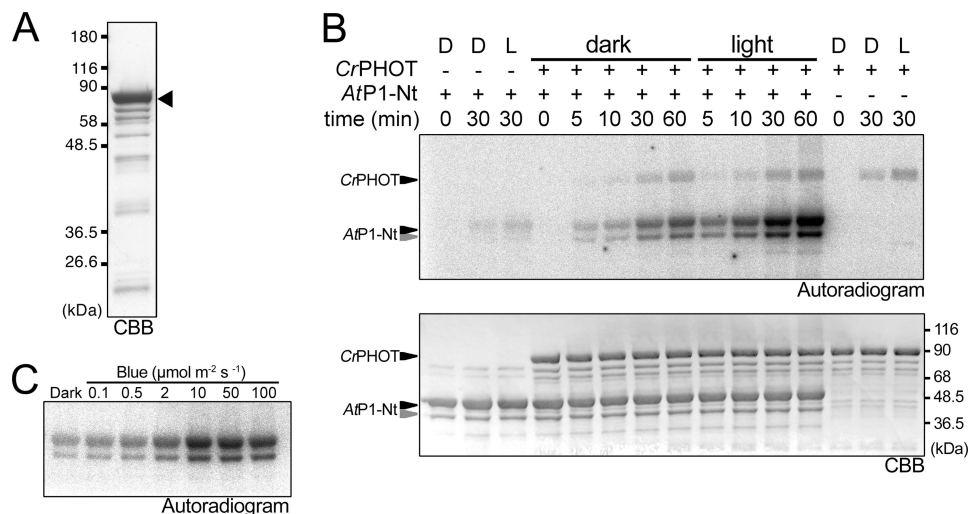 A
180
116
90
58
48.5
36.5
26.6
(kDa)
CBB
B
D D L dark light D D L
CrPHOT - - - + + + + + + + + + + + +
AtP1-Nt + + + + + + + + + + + + - - -
time (min) 0 30 30 0 5 10 30 60 5 10 30 60 0 30 30
CrPHOT
AtP1-Nt
Autoradiogram
CrPHOT
AtP1-Nt
116
90
68
48.5
36.5
(kDa)
CBB
C
Blue (µmol m⁻² s⁻¹)
Dark 0.1 0.5 2 10 50 100
Autoradiogram